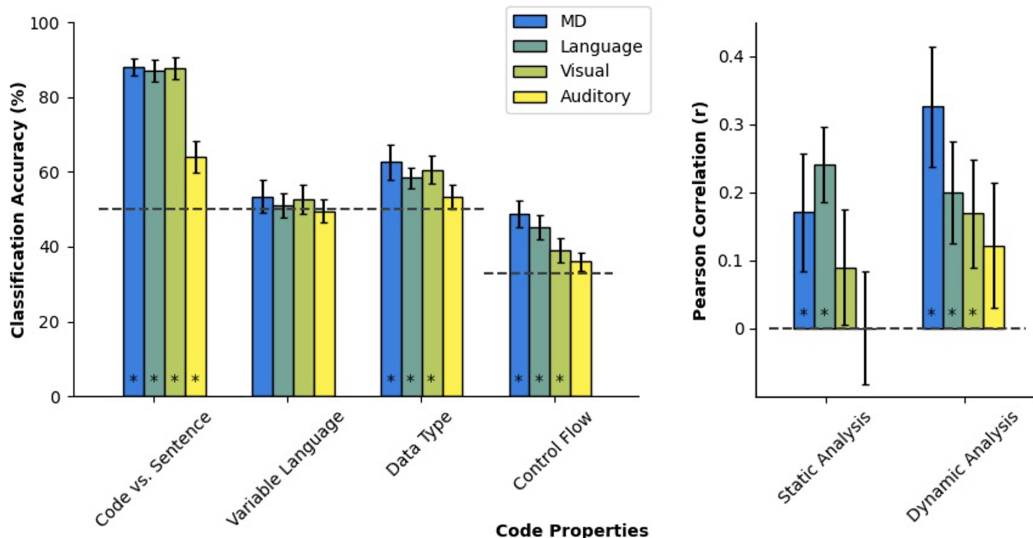 MD
Language
Visual
Auditory
Classification Accuracy (%)
100
80
60
40
20
0
* * * *
* * *
* * *
Code vs. Sentence
Variable Language
Data Type
Control Flow
Pearson Correlation (r)
0.4
0.3
0.2
0.1
0
* *
* * *
Static Analysis
Dynamic Analysis
Code Properties